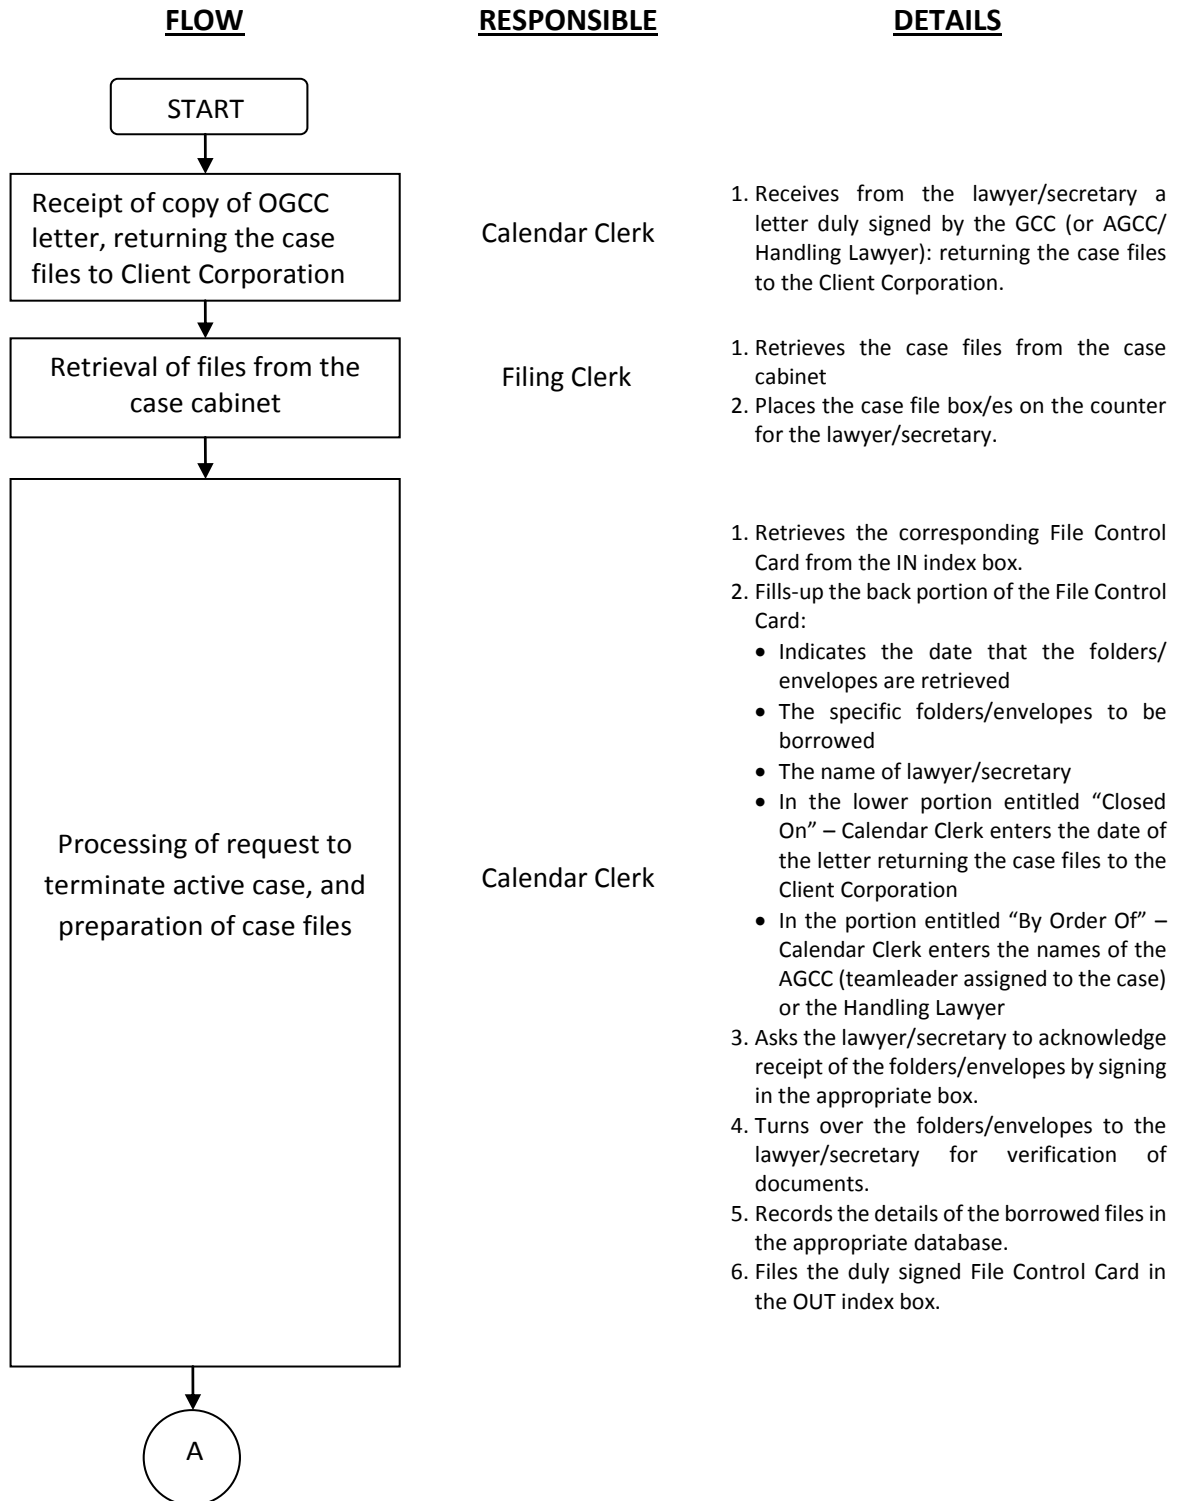 FLOW RESPONSIBLE DETAILS
START
Receipt of copy of OGCC
letter, returning the case
files to Client Corporation
Calendar Clerk
1. Receives from the lawyer/secretary a
letter duly signed by the GCC (or AGCC/
Handling Lawyer): returning the case files
to the Client Corporation.
Retrieval of files from the
case cabinet
Filing Clerk
1. Retrieves the case files from the case
cabinet
2. Places the case file box/es on the counter
for the lawyer/secretary.
Processing of request to
terminate active case, and
preparation of case files
Calendar Clerk
1. Retrieves the corresponding File Control
Card from the IN index box.
2. Fills-up the back portion of the File Control
Card:
• Indicates the date that the folders/
envelopes are retrieved
• The specific folders/envelopes to be
borrowed
• The name of lawyer/secretary
• In the lower portion entitled “Closed
On” – Calendar Clerk enters the date of
the letter returning the case files to the
Client Corporation
• In the portion entitled “By Order Of” –
Calendar Clerk enters the names of the
AGCC (teamleader assigned to the case)
or the Handling Lawyer
3. Asks the lawyer/secretary to acknowledge
receipt of the folders/envelopes by signing
in the appropriate box.
4. Turns over the folders/envelopes to the
lawyer/secretary for verification of
documents.
5. Records the details of the borrowed files in
the appropriate database.
6. Files the duly signed File Control Card in
the OUT index box.
A